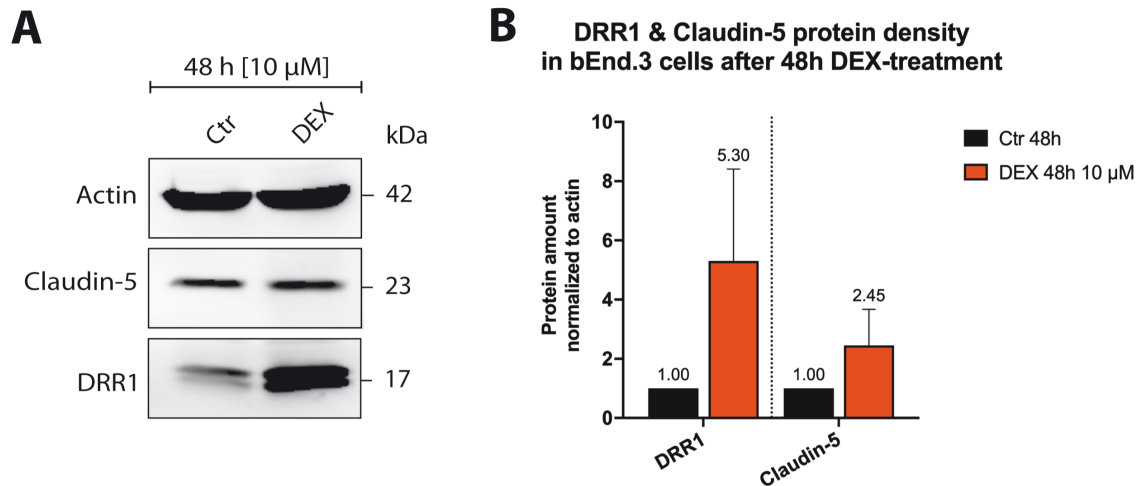 A
48 h [10 µM]
Ctr
DEX
kDa
Actin
42
Claudin-5
23
DRR1
17
B
DRR1 & Claudin-5 protein density
in bEnd.3 cells after 48h DEX-treatment
Protein amount
normalized to actin
10
8
6
4
2
0
1.00
5.30
1.00
2.45
DRR1
Claudin-5
Ctr 48h
DEX 48h 10 µM